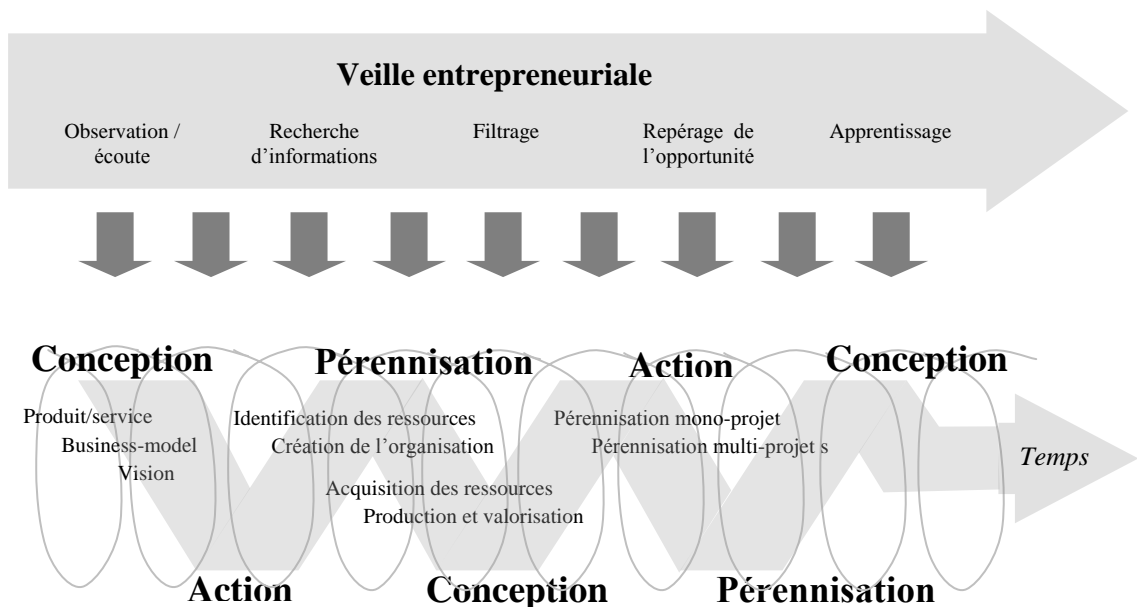 Veille entrepreneuriale
Observation /
écoute
Recherche
d’informations
Filtrage
Repérage de
l’opportunité
Apprentissage
Conception
Pérennisation
Action
Conception
Produit/service
Business-model
Vision
Identification des ressources
Création de l’organisation
Acquisition des ressources
Production et valorisation
Pérennisation mono-projet
Pérennisation multi-projet s
Temps
Action
Conception
Pérennisation